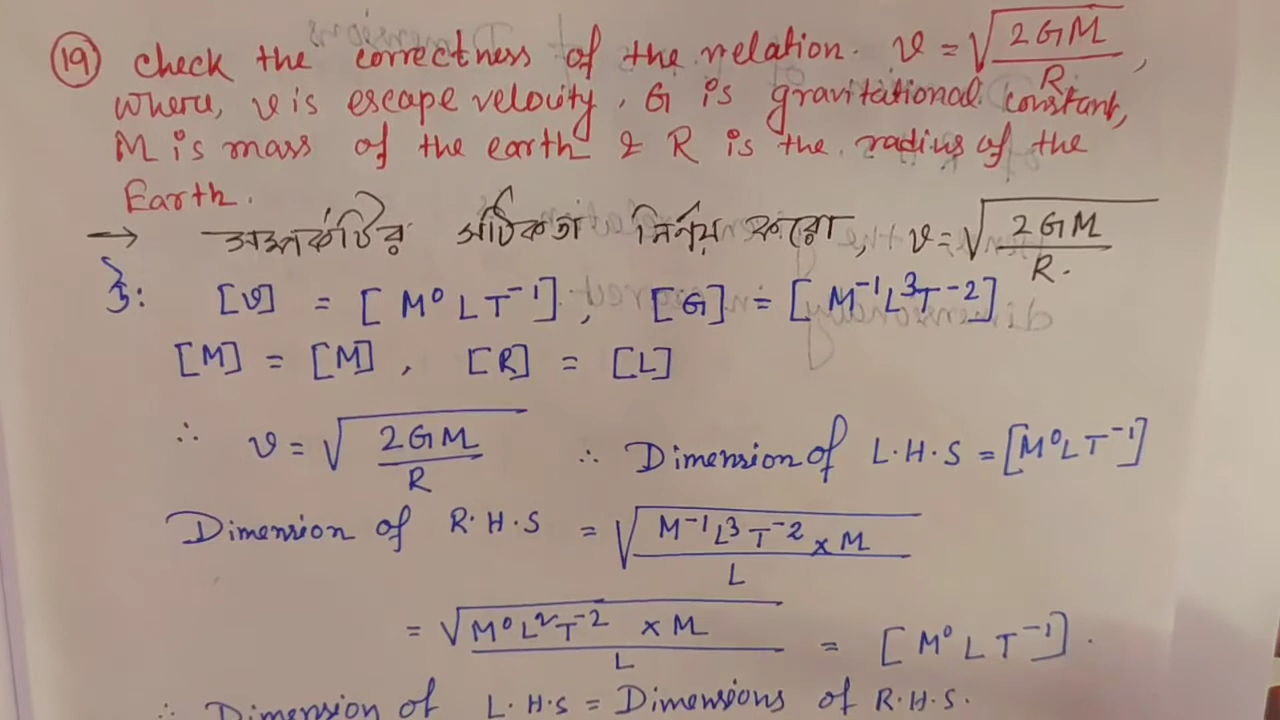 (19) check the correctness of the relation. v = √(2GM/R),
where, v is escape velocity, G is gravitational constant,
M is mass of the earth & R is the radius of the
Earth.
→ সম্পর্কটির সঠিকতা নির্ণয় করো, v = √(2GM/R).
উ: [v] = [M⁰LT⁻¹], [G] = [M⁻¹L³T⁻²]
[M] = [M], [R] = [L]
∴ v = √(2GM/R) ∴ Dimension of L.H.S = [M⁰LT⁻¹]
Dimension of R.H.S = √(M⁻¹L³T⁻² × M / L)
= √(M⁰L²T⁻² × M / L) = [M⁰LT⁻¹].
∴ Dimension of L.H.S = Dimensions of R.H.S.